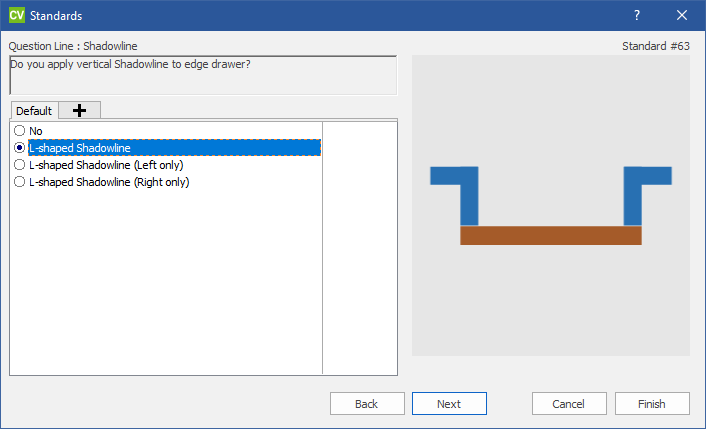 CV Standards
Question Line : Shadowline
Standard #63
Do you apply vertical Shadowline to edge drawer?
Default
No
L-shaped Shadowline
L-shaped Shadowline (Left only)
L-shaped Shadowline (Right only)
Back Next Cancel Finish